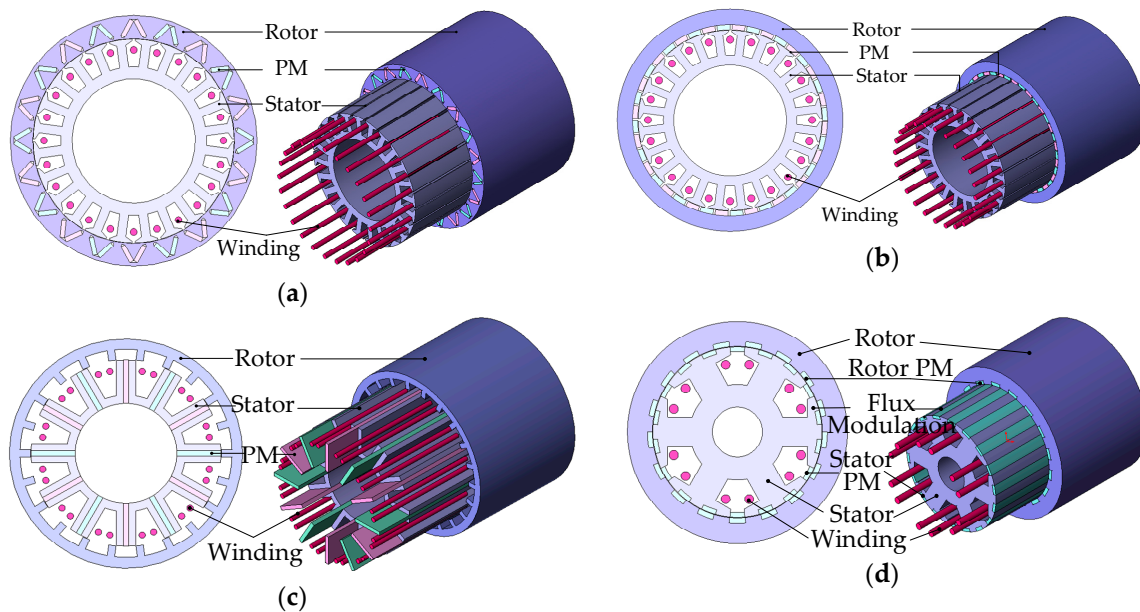 Rotor
PM
Stator
Winding
(a)
Rotor
PM
Stator
Winding
(b)
Rotor
Stator
PM
Winding
(c)
Rotor
Rotor PM
Flux
Modulation
Stator
PM
Stator
Winding
(d)